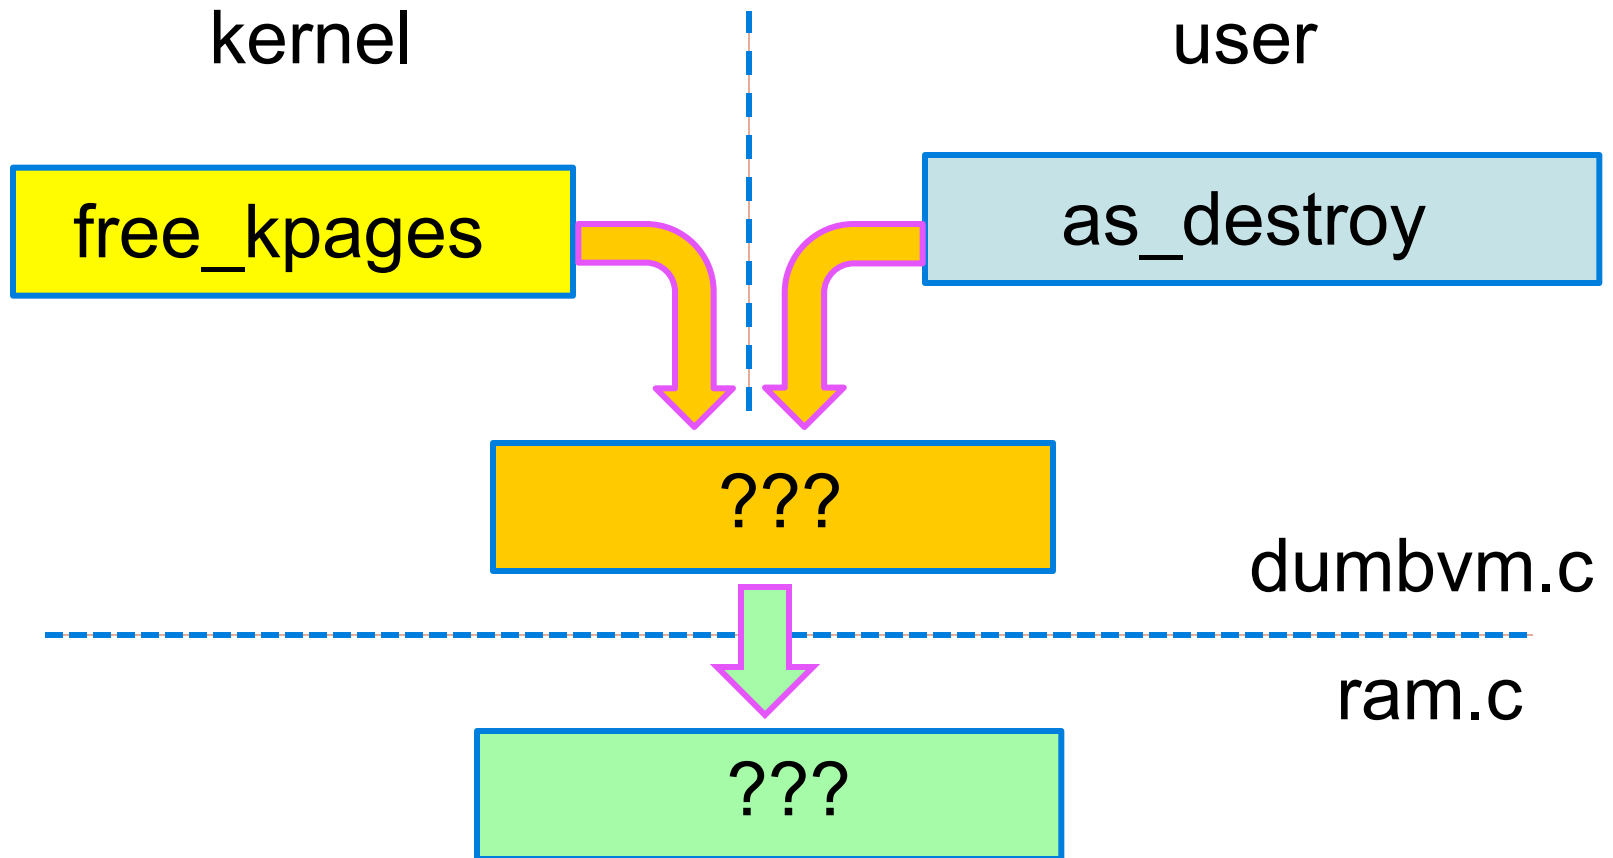 kernel
user
free_kpages
as_destroy
???
dumbvm.c
ram.c
???